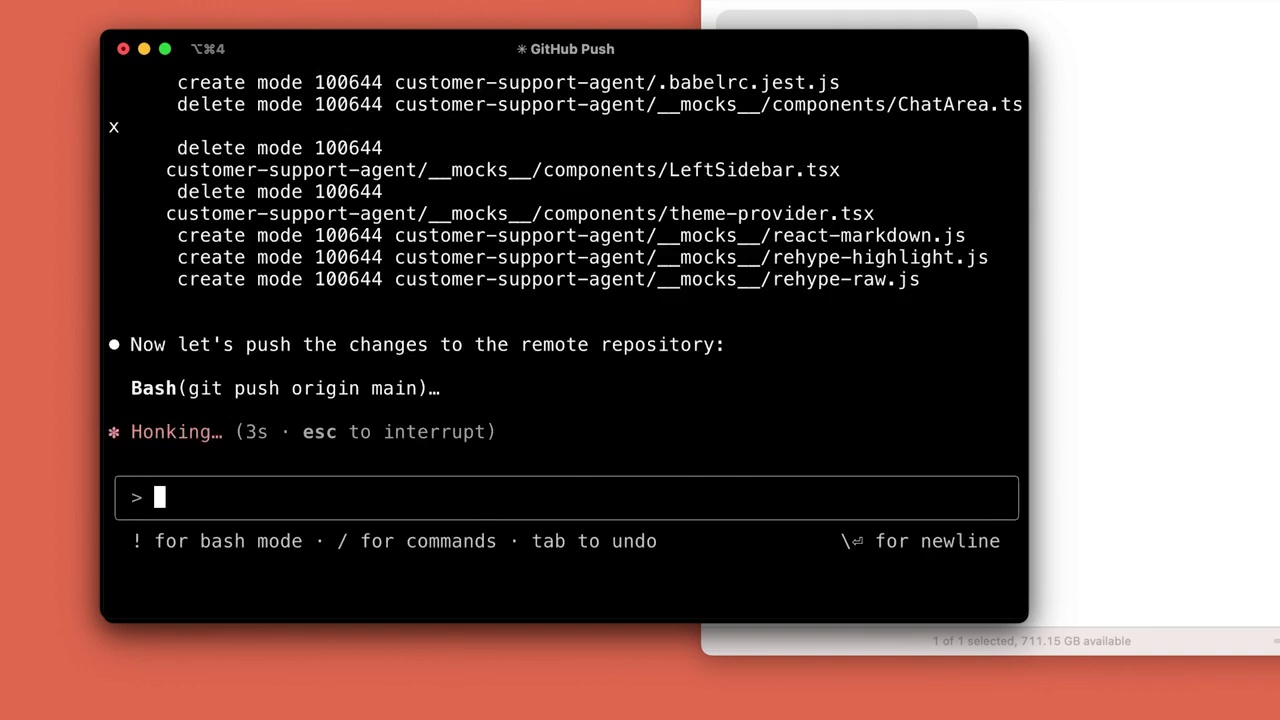 ⌥⌘4
✳ GitHub Push
create mode 100644 customer-support-agent/.babelrc.jest.js
delete mode 100644 customer-support-agent/__mocks__/components/ChatArea.ts
x
delete mode 100644
customer-support-agent/__mocks__/components/LeftSidebar.tsx
delete mode 100644
customer-support-agent/__mocks__/components/theme-provider.tsx
create mode 100644 customer-support-agent/__mocks__/react-markdown.js
create mode 100644 customer-support-agent/__mocks__/rehype-highlight.js
create mode 100644 customer-support-agent/__mocks__/rehype-raw.js
● Now let's push the changes to the remote repository:
Bash(git push origin main)…
✽ Honking… (3s · esc to interrupt)
>
! for bash mode · / for commands · tab to undo
\⏎ for newline
1 of 1 selected, 711.15 GB available